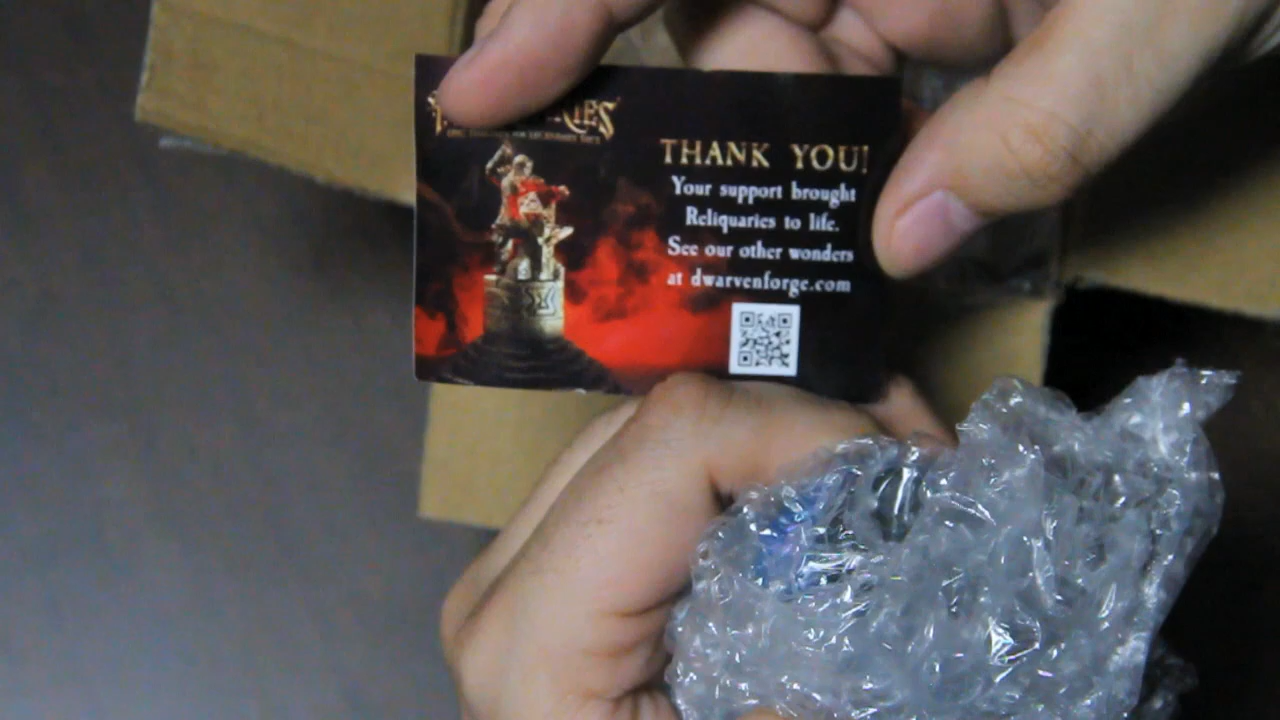 THANK YOU!
Your support brought
Reliquaries to life.
See our other wonders
at dwarvenforge.com